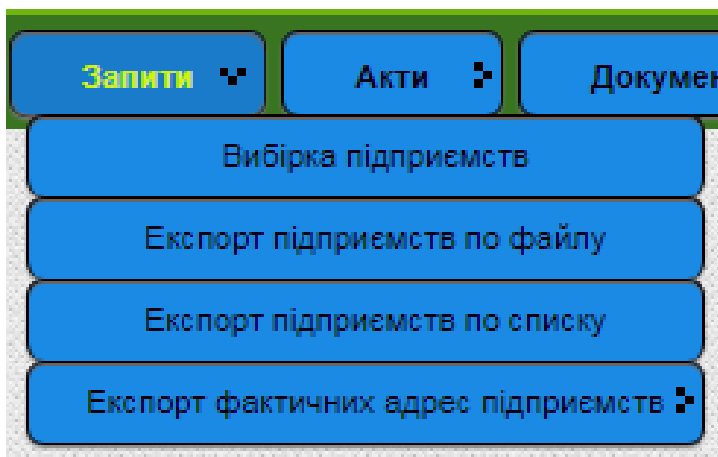 Запити Акти Докумен
Вибірка підприємств
Експорт підприємств по файлу
Експорт підприємств по списку
Експорт фактичних адрес підприємств